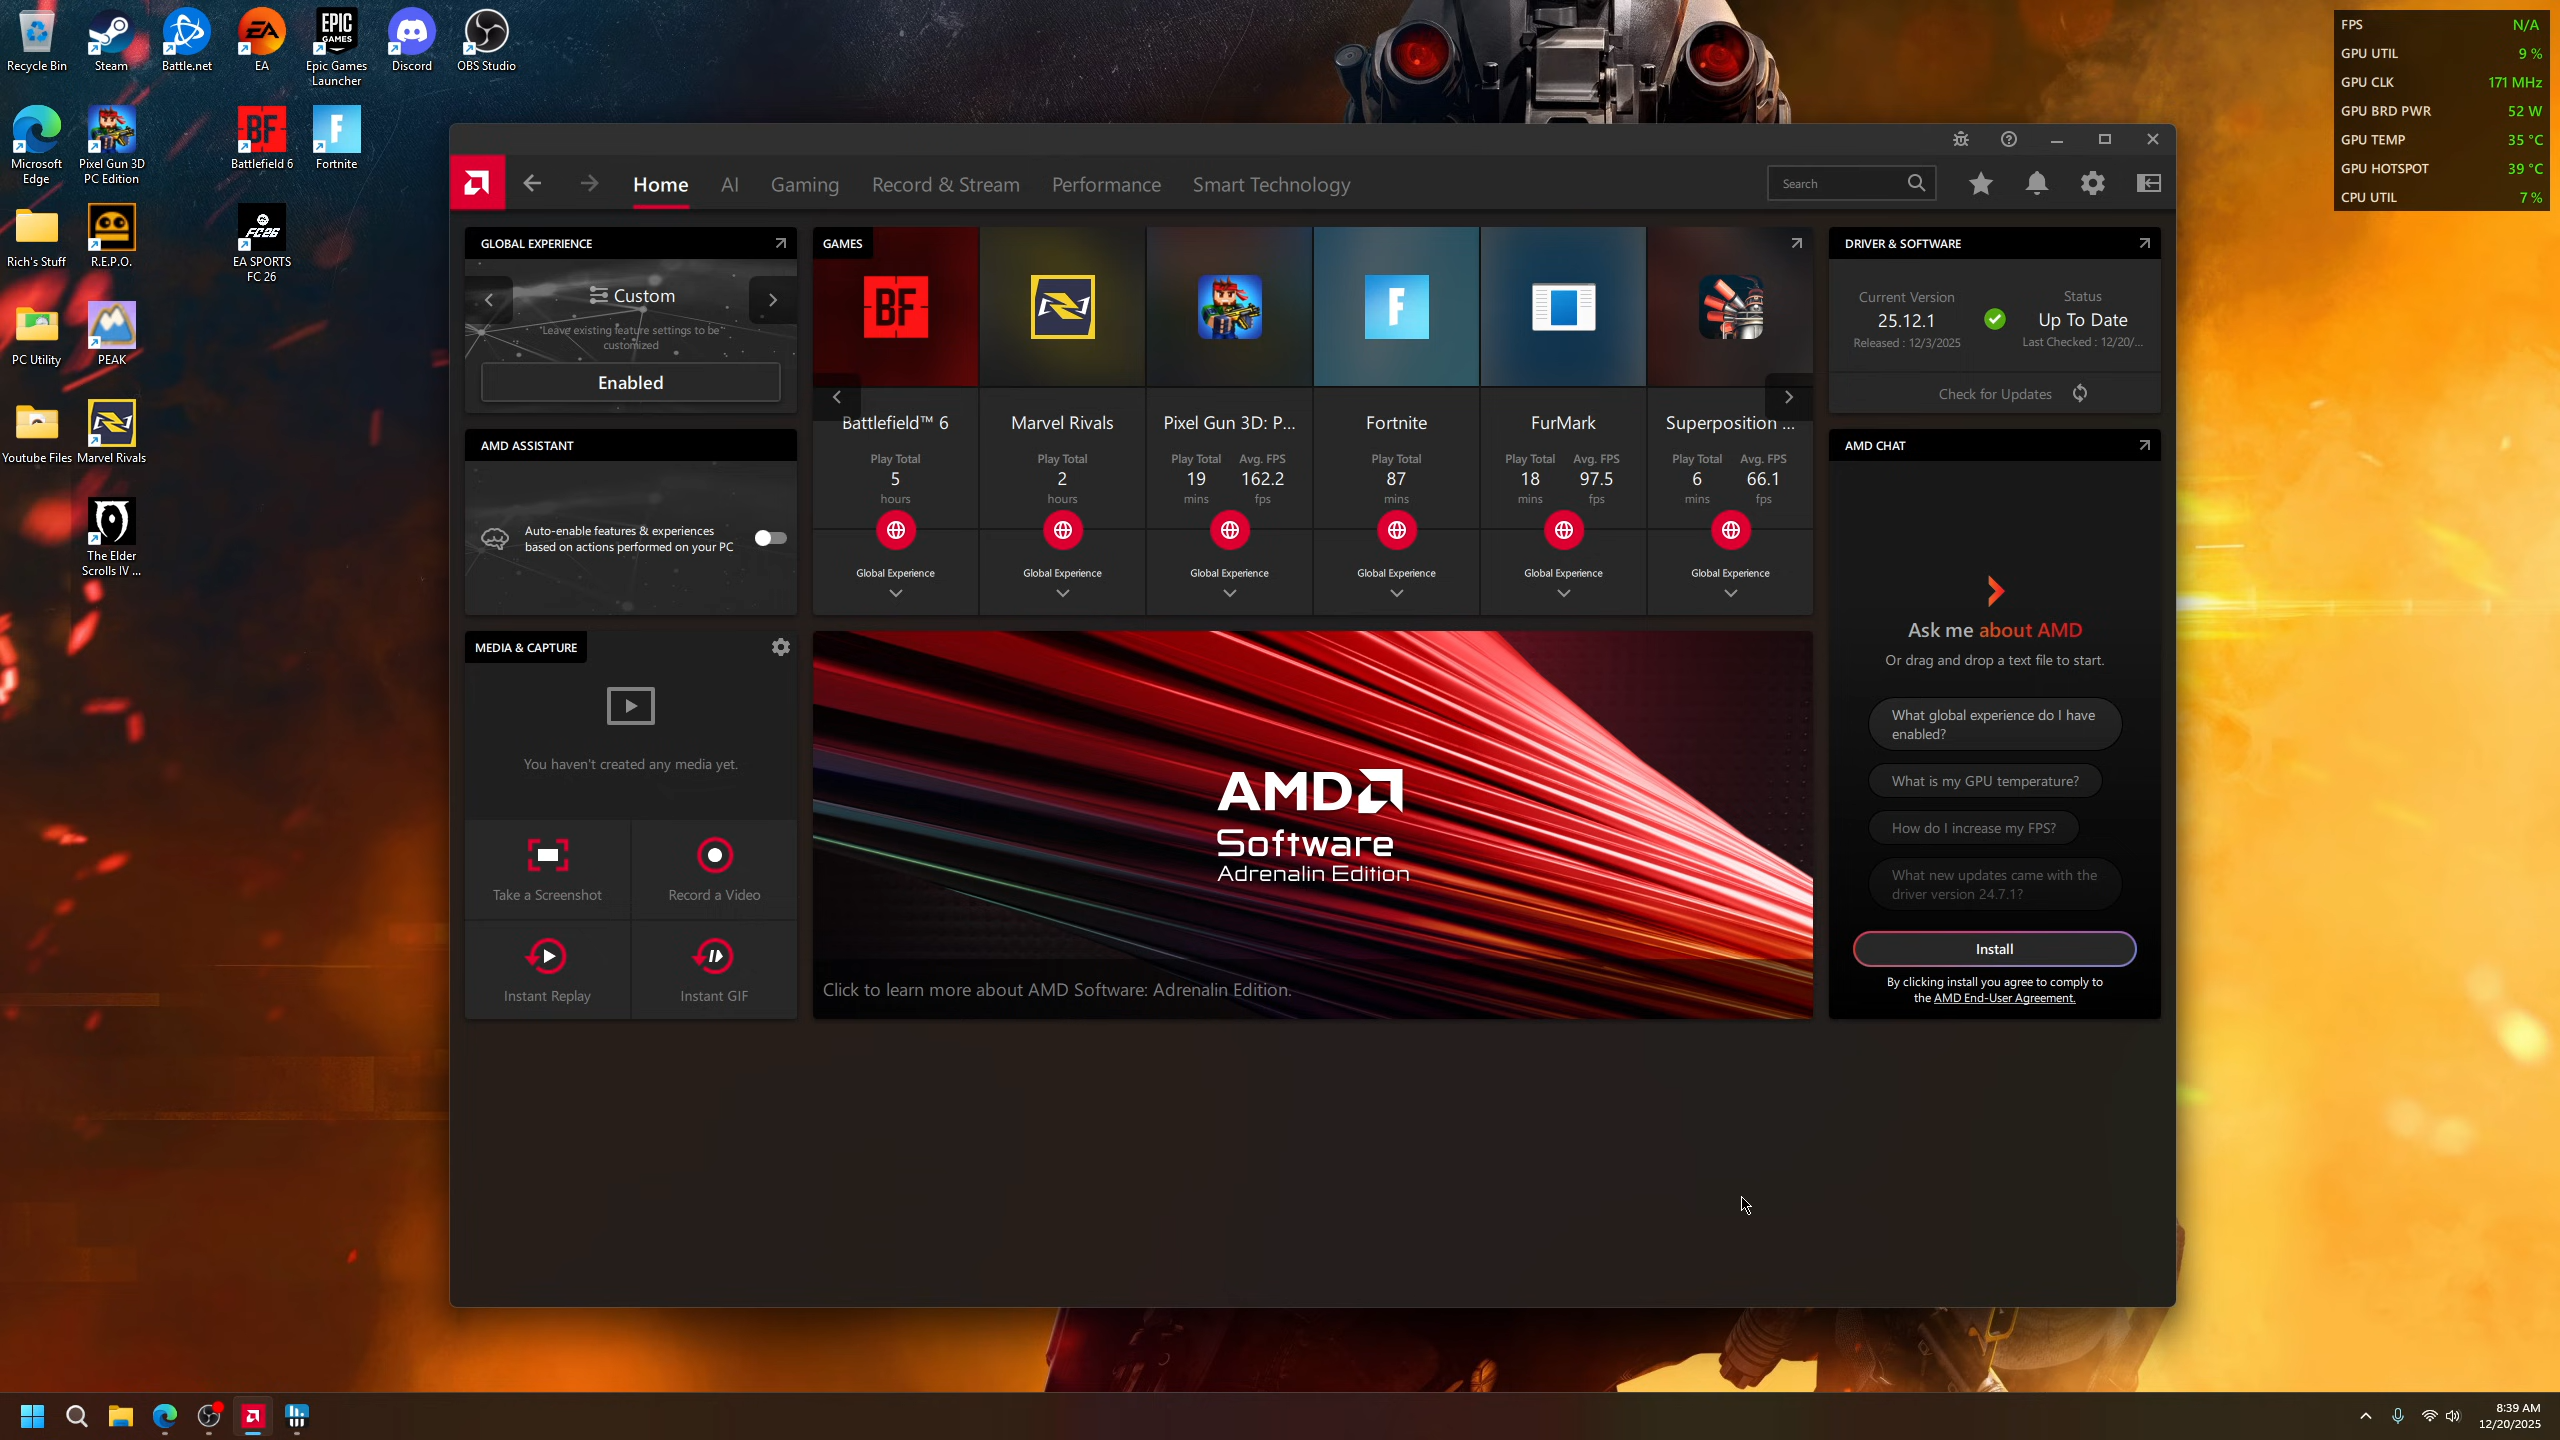 Recycle Bin
Steam
Battle.net
EA
Epic Games
Launcher
Discord
OBS Studio
Microsoft
Edge
Pixel Gun 3D
PC Edition
Battlefield 6
Fortnite
Rich's Stuff
R.E.P.O.
EA SPORTS
FC 26
PC Utility
PEAK
Youtube Files
Marvel Rivals
The Elder
Scrolls IV ...
EA
EPIC
GAMES
BF
F
FC26
FPS N/A
GPU UTIL 9 %
GPU CLK 171 MHz
GPU BRD PWR 52 W
GPU TEMP 35 °C
GPU HOTSPOT 39 °C
CPU UTIL 7 %
Home
AI
Gaming
Record & Stream
Performance
Smart Technology
Search
GLOBAL EXPERIENCE
Custom
*Leave existing feature settings to be*
customized
Enabled
AMD ASSISTANT
Auto-enable features & experiences
based on actions performed on your PC
MEDIA & CAPTURE
You haven't created any media yet.
Take a Screenshot
Record a Video
Instant Replay
Instant GIF
GAMES
BF
F
Battlefield™ 6
Play Total
5
hours
Global Experience
Marvel Rivals
Play Total
2
hours
Global Experience
Pixel Gun 3D: P...
Play Total Avg. FPS
19 162.2
mins fps
Global Experience
Fortnite
Play Total
87
mins
Global Experience
FurMark
Play Total Avg. FPS
18 97.5
mins fps
Global Experience
Superposition ...
Play Total Avg. FPS
6 66.1
mins fps
Global Experience
AMD
Software
Adrenalin Edition
Click to learn more about AMD Software: Adrenalin Edition.
DRIVER & SOFTWARE
Current Version
25.12.1
Released : 12/3/2025
Status
Up To Date
Last Checked : 12/20/...
Check for Updates
AMD CHAT
Ask me about AMD
Or drag and drop a text file to start.
What global experience do I have
enabled?
What is my GPU temperature?
How do I increase my FPS?
What new updates came with the
driver version 24.7.1?
Install
By clicking install you agree to comply to
the AMD End-User Agreement.
8:39 AM
12/20/2025